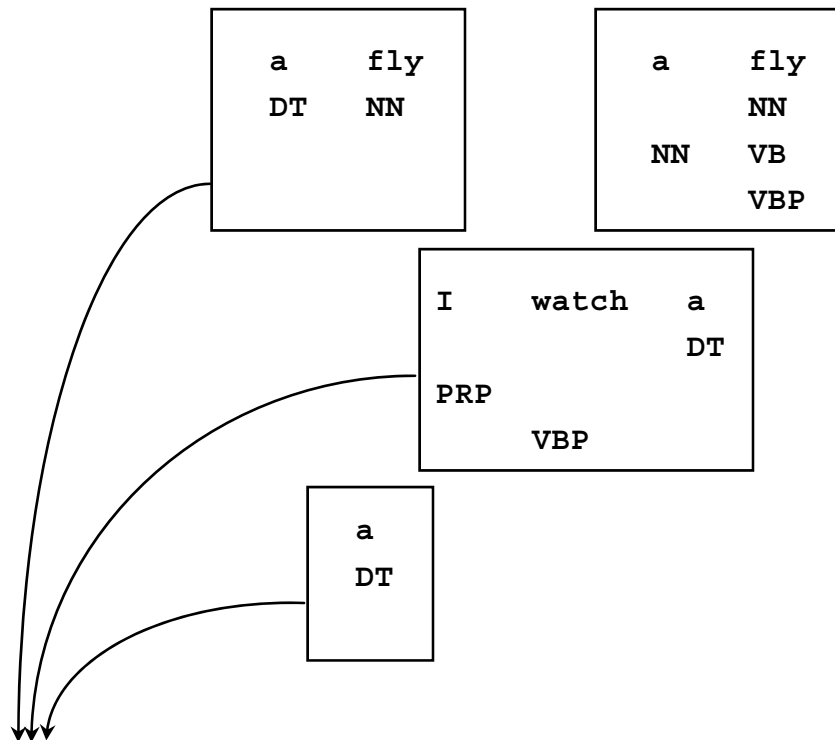 a fly
DT NN
a fly
NN
NN VB
VBP
I watch a
DT
PRP
VBP
a
DT